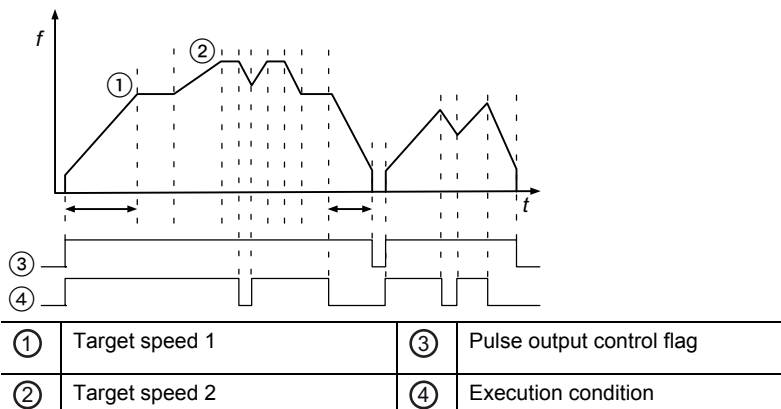 f
②
①
t
③
④
① Target speed 1 ③ Pulse output control flag
② Target speed 2 ④ Execution condition